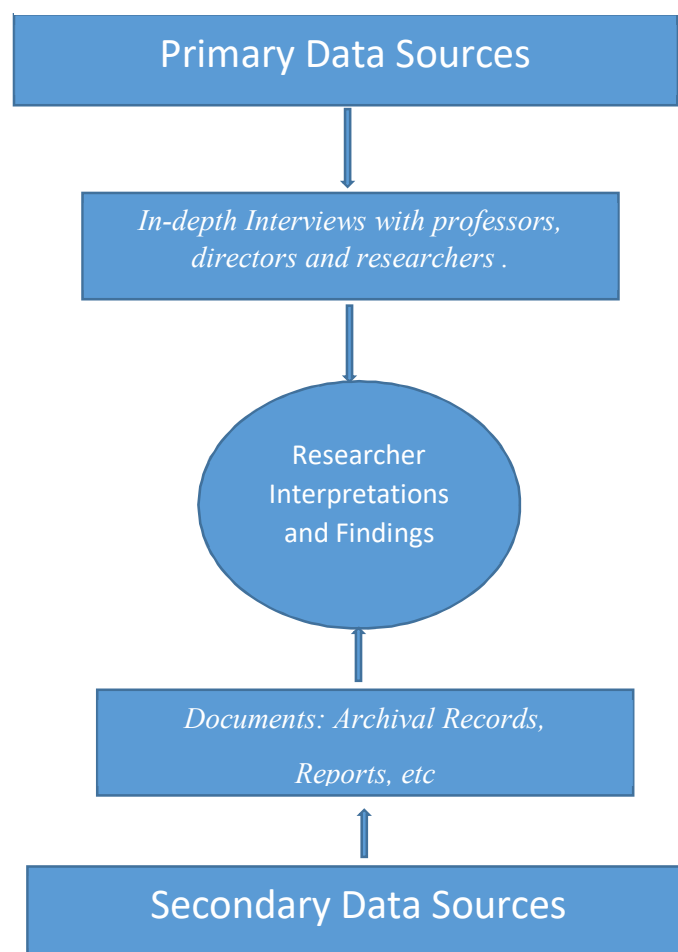 Primary Data Sources
In-depth Interviews with professors,
directors and researchers .
Researcher
Interpretations
and Findings
Documents: Archival Records,
Reports, etc
Secondary Data Sources